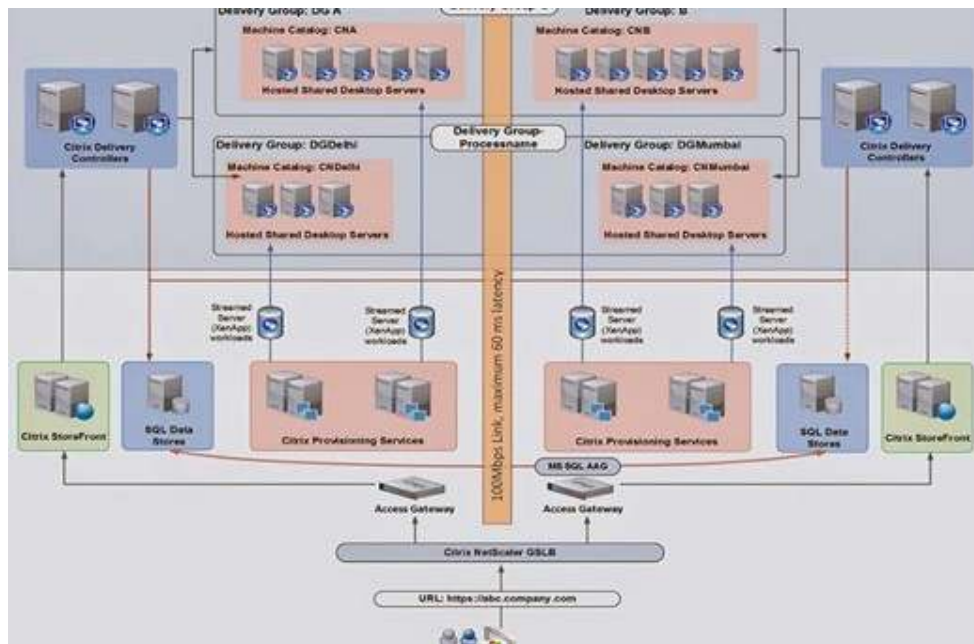 Delivery Group: DG A
Delivery Group: B
Machine Catalog: CNA
Machine Catalog: CNB
Hosted Shared Desktop Servers
Hosted Shared Desktop Servers
Citrix Delivery
Controllers
Citrix Delivery
Controllers
Delivery Group-
Processname
Delivery Group: DGDelhi
Delivery Group: DGMumbai
Machine Catalog: CNDelhi
Machine Catalog: CNMumbai
Hosted Shared Desktop Servers
Hosted Shared Desktop Servers
100Mbps Link, maximum 60 ms latency
Streamed
Server
(XenApp)
workloads
Streamed
Server
(XenApp)
workloads
Streamed
Server
(XenApp)
workloads
Streamed
Server
(XenApp)
workloads
Citrix StoreFront
SQL Data
Stores
Citrix Provisioning Services
Citrix Provisioning Services
SQL Data
Stores
Citrix StoreFront
MS SQL AAG
Access Gateway
Access Gateway
Citrix NetScaler GSLB
URL: https://abc.company.com